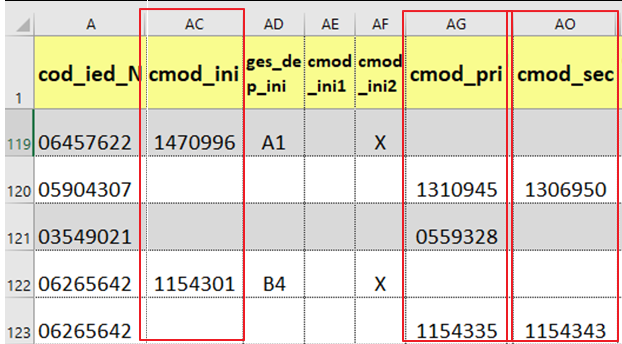 A AC AD AE AF AG AO
1 cod_ied_N cmod_ini ges_de cmod cmod cmod_pri cmod_sec
p_ini _ini1 _ini2
119 06457622 1470996 A1 X
120 05904307 1310945 1306950
121 03549021 0559328
122 06265642 1154301 B4 X
123 06265642 1154335 1154343